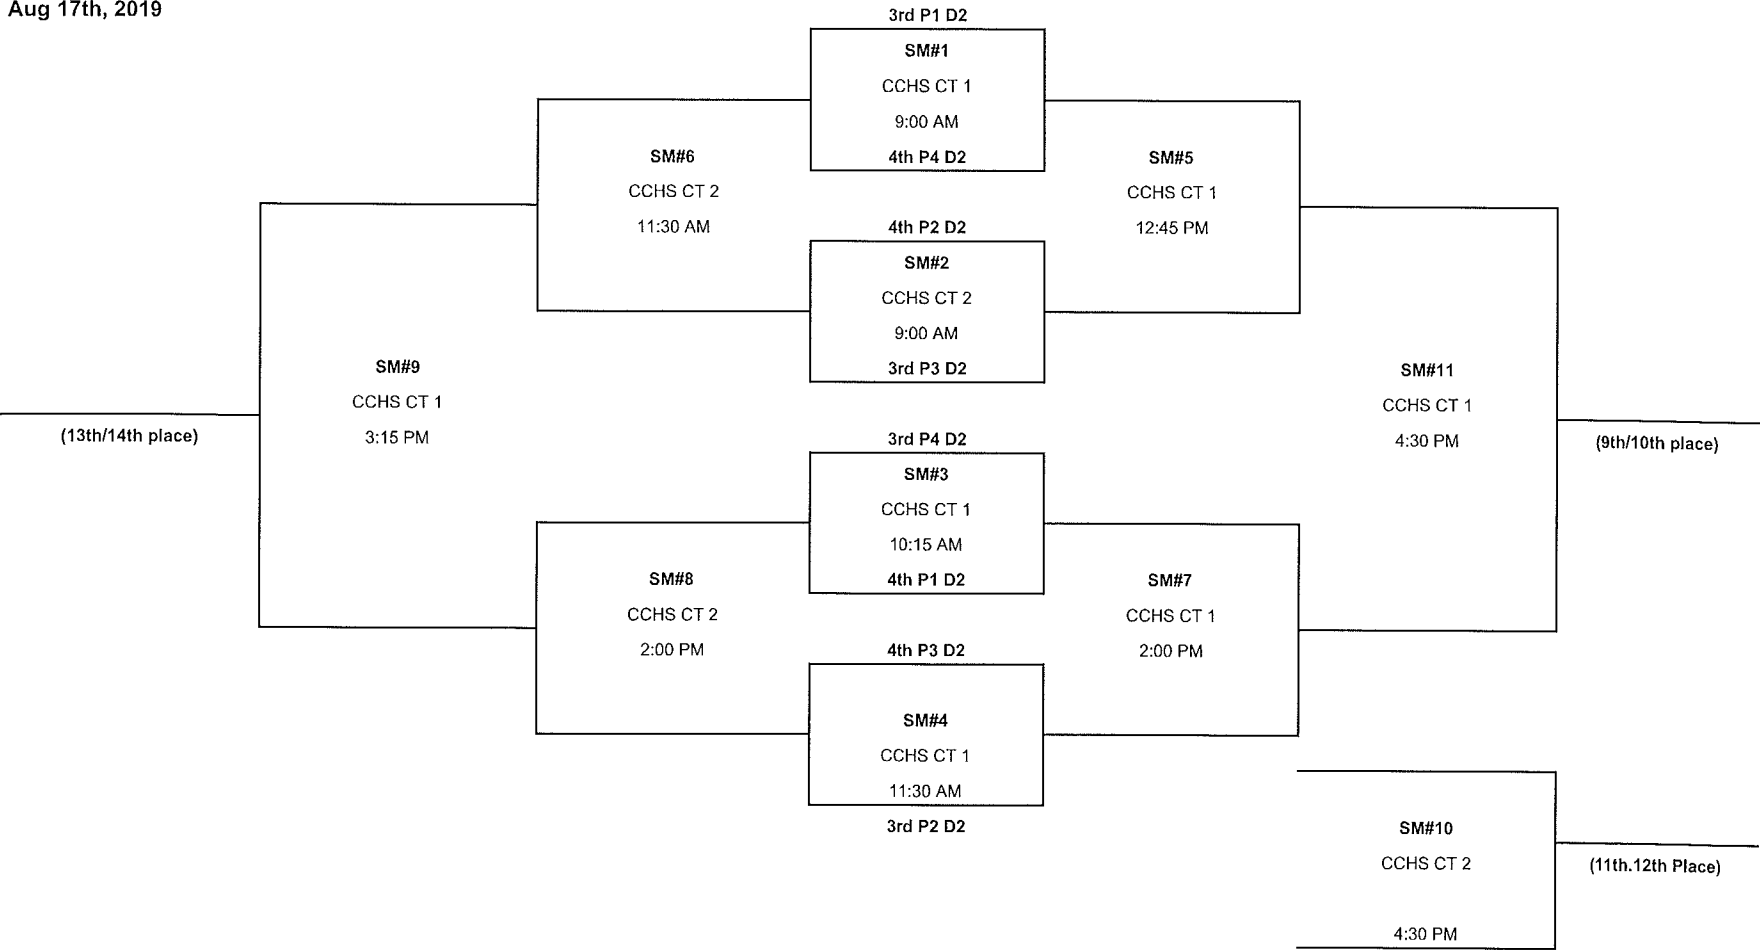 Aug 17th, 2019
3rd P1 D2
SM#1
CCHS CT 1
9:00 AM
4th P4 D2
SM#6
CCHS CT 2
11:30 AM
SM#5
CCHS CT 1
12:45 PM
4th P2 D2
SM#2
CCHS CT 2
9:00 AM
3rd P3 D2
SM#9
CCHS CT 1
3:15 PM
(13th/14th place)
SM#11
CCHS CT 1
4:30 PM
(9th/10th place)
3rd P4 D2
SM#3
CCHS CT 1
10:15 AM
4th P1 D2
SM#8
CCHS CT 2
2:00 PM
SM#7
CCHS CT 1
2:00 PM
4th P3 D2
SM#4
CCHS CT 1
11:30 AM
3rd P2 D2
SM#10
CCHS CT 2
4:30 PM
(11th.12th Place)